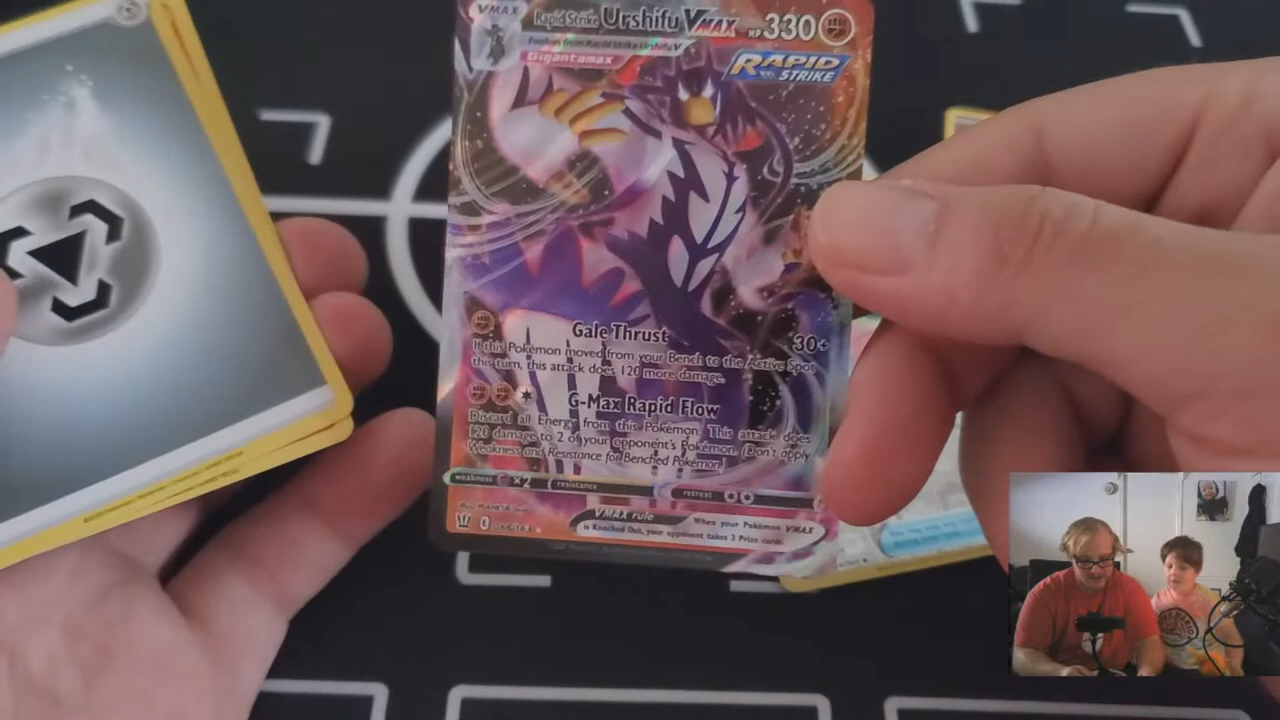 VMAX
Rapid Strike Urshifu VMAX HP 330
Evolves from Rapid Strike Urshifu V
Gigantamax
RAPID
STRIKE
Gale Thrust 30+
If this Pokémon moved from your Bench to the Active Spot
this turn, this attack does 120 more damage.
G-Max Rapid Flow
Discard all Energy from this Pokémon. This attack does
120 damage to 2 of your opponent's Pokémon. (Don't apply
Weakness and Resistance for Benched Pokémon.)
weakness ×2 resistance retreat
VMAX rule When your Pokémon VMAX
is Knocked Out, your opponent takes 3 Prize cards.